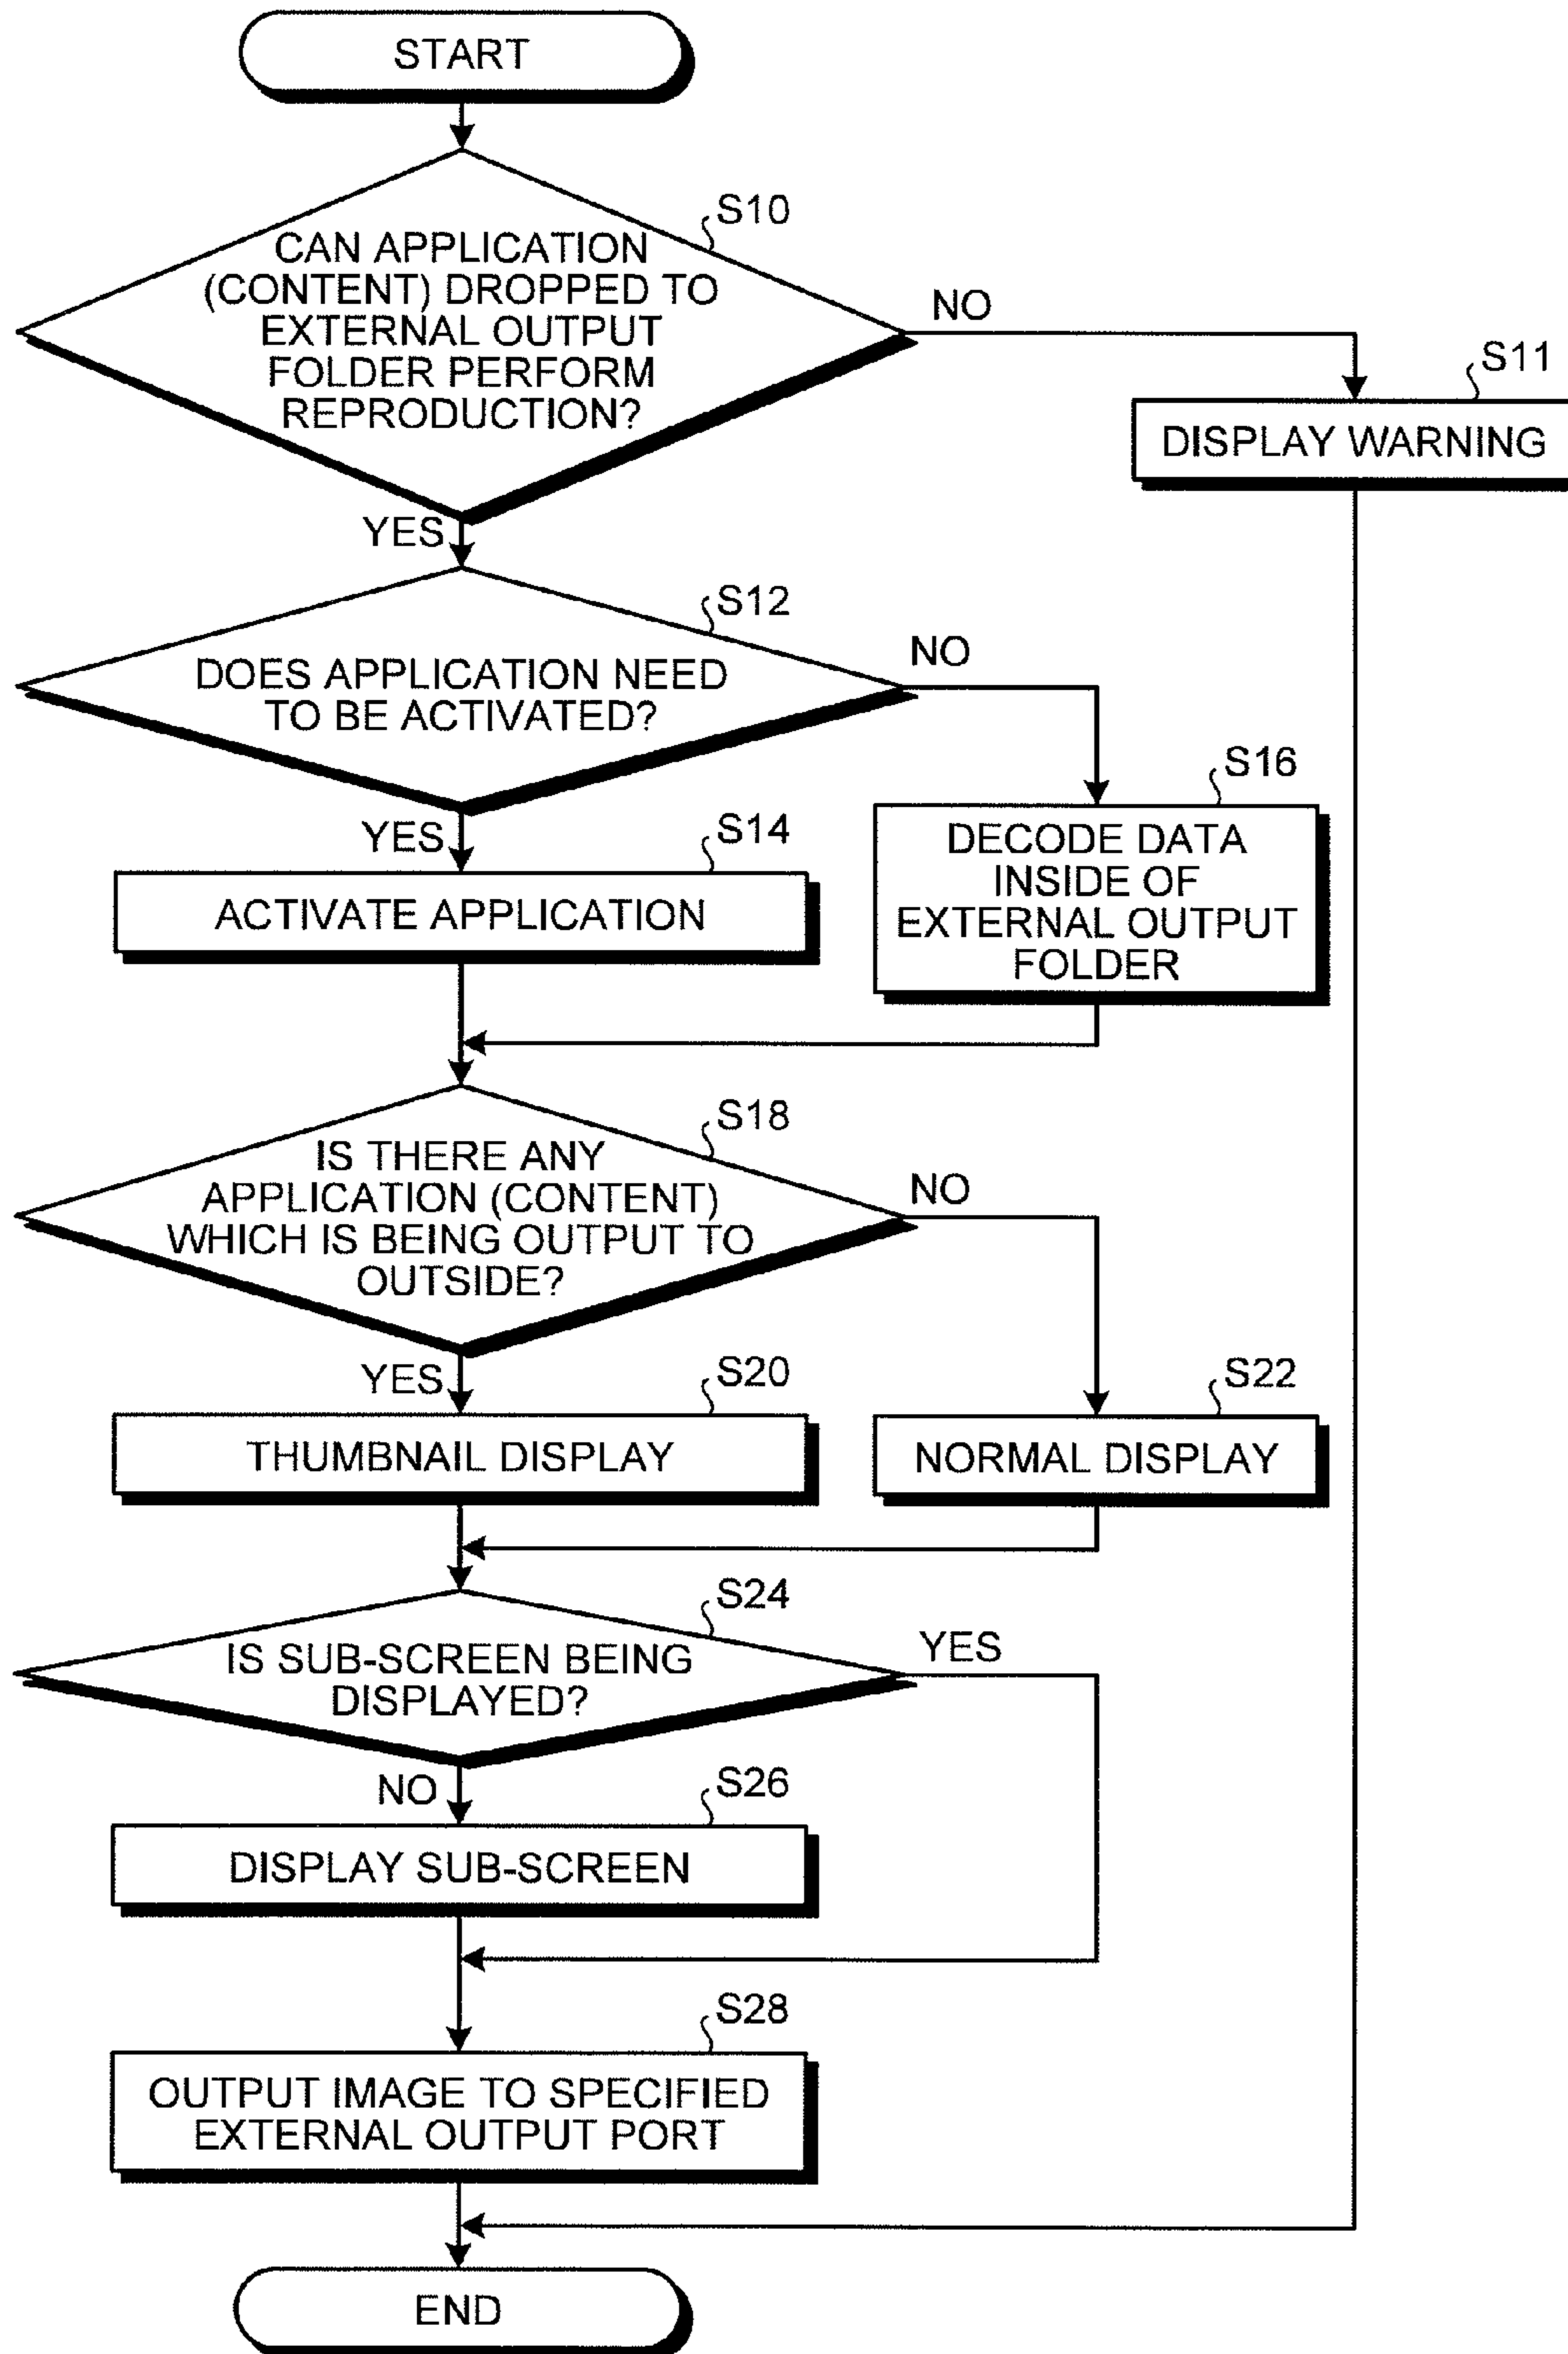 START
S10
CAN APPLICATION
(CONTENT) DROPPED TO
EXTERNAL OUTPUT
FOLDER PERFORM
REPRODUCTION?
NO
S11
DISPLAY WARNING
YES
S12
DOES APPLICATION NEED
TO BE ACTIVATED?
NO
YES
S14
ACTIVATE APPLICATION
S16
DECODE DATA
INSIDE OF
EXTERNAL OUTPUT
FOLDER
S18
IS THERE ANY
APPLICATION (CONTENT)
WHICH IS BEING OUTPUT TO
OUTSIDE?
NO
YES
S20
THUMBNAIL DISPLAY
S22
NORMAL DISPLAY
S24
IS SUB-SCREEN BEING
DISPLAYED?
YES
NO
S26
DISPLAY SUB-SCREEN
S28
OUTPUT IMAGE TO SPECIFIED
EXTERNAL OUTPUT PORT
END